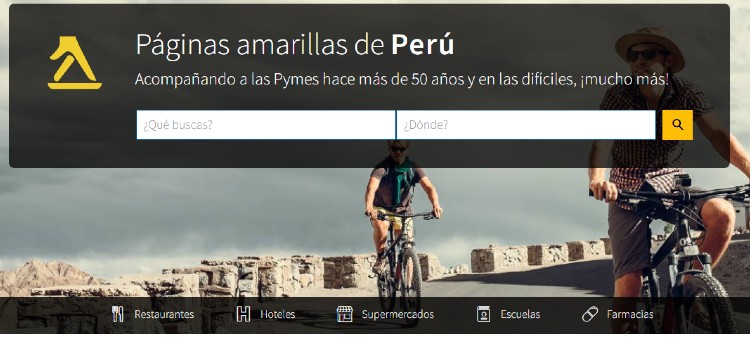 Páginas amarillas de Perú
Acompañando a las Pymes hace más de 50 años y en las difíciles, ¡mucho más!
¿Qué buscas? ¿Dónde?
Restaurantes Hoteles Supermercados Escuelas Farmacias